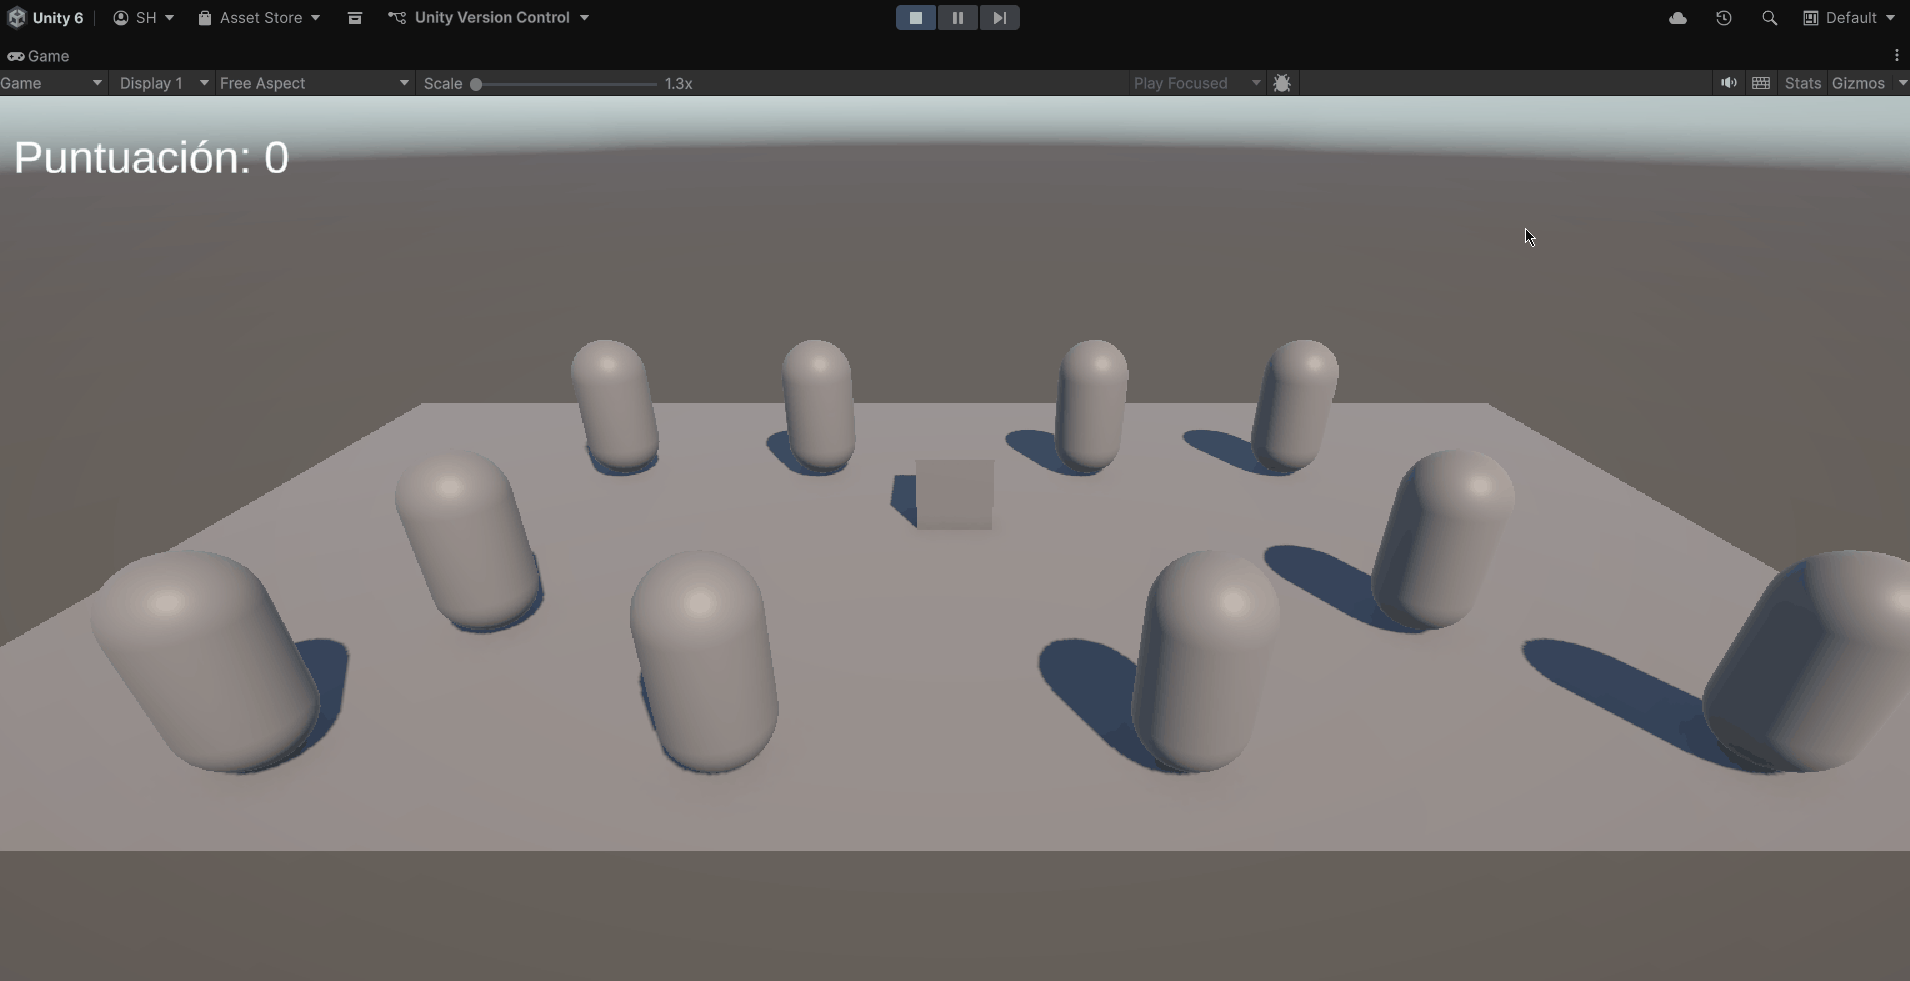 Unity 6 SH Asset Store Unity Version Control Default
Game
Game Display 1 Free Aspect Scale 1.3x Play Focused Stats Gizmos
Puntuación: 0